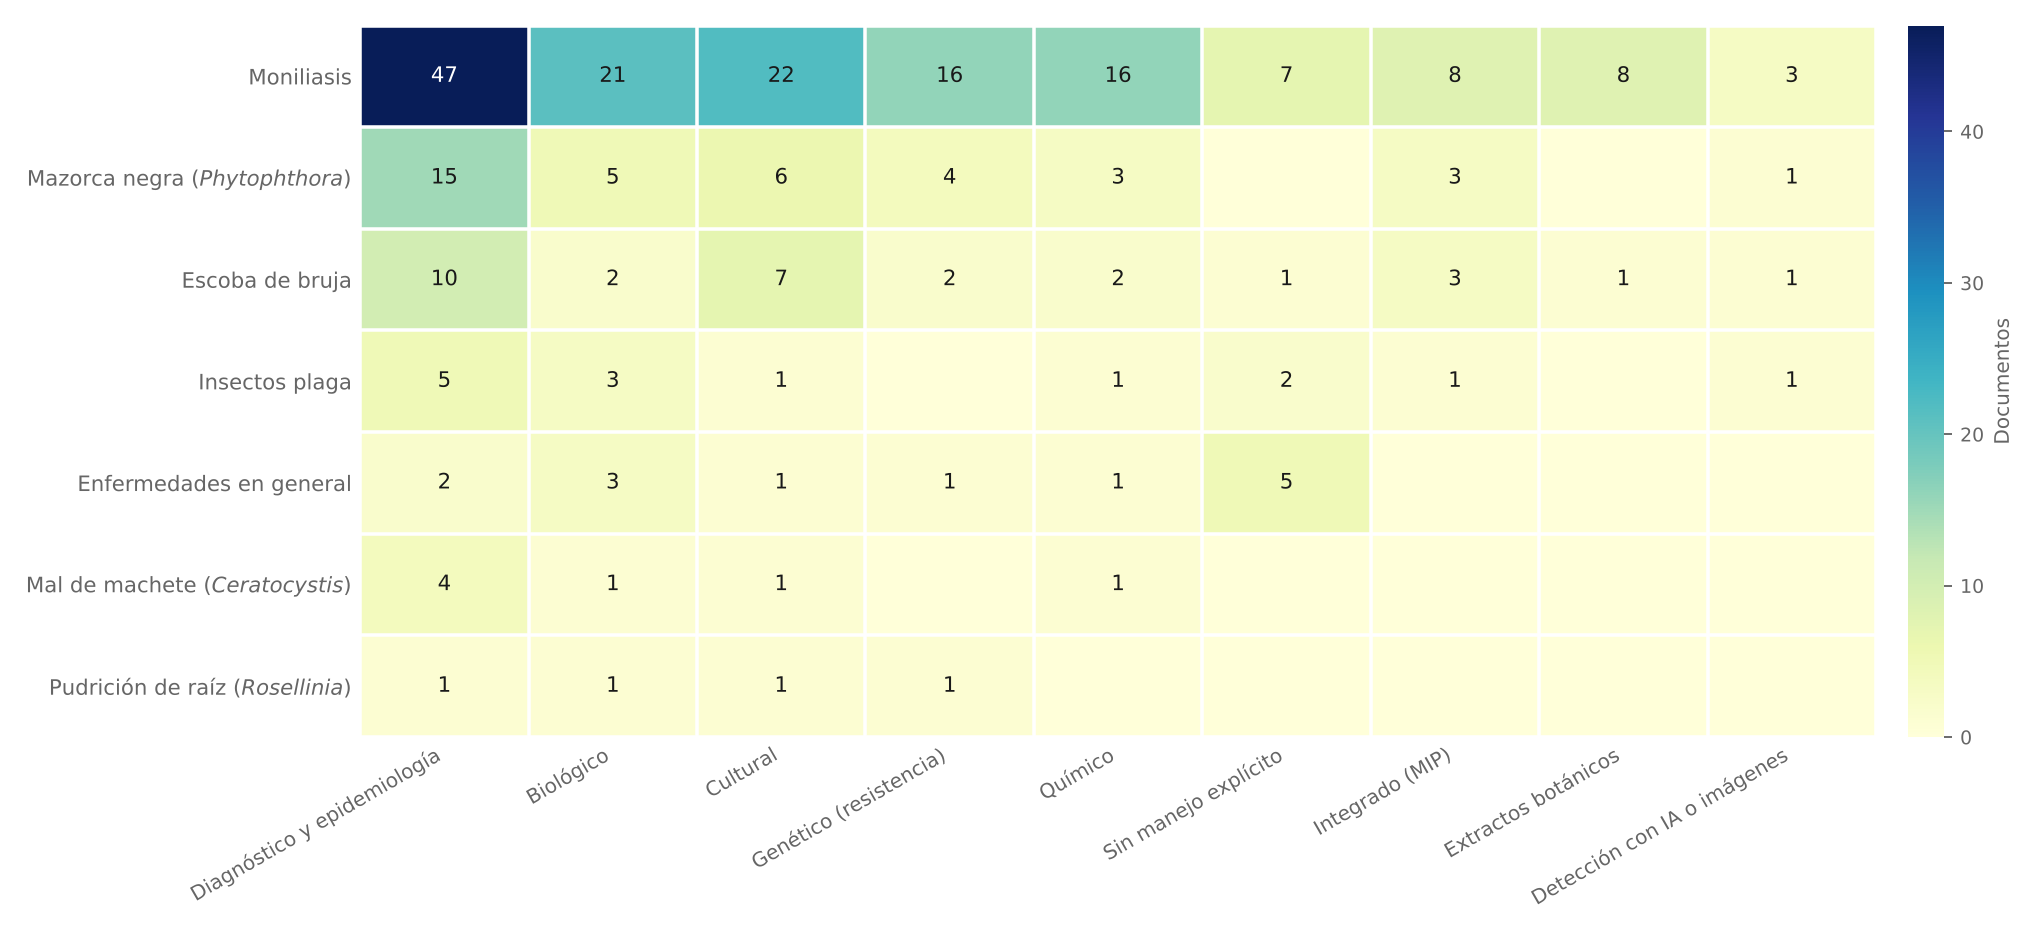 Moniliasis 47 21 22 16 16 7 8 8 3
Mazorca negra (Phytophthora) 15 5 6 4 3 3 1
Escoba de bruja 10 2 7 2 2 1 3 1 1
Insectos plaga 5 3 1 1 2 1 1
Enfermedades en general 2 3 1 1 1 5
Mal de machete (Ceratocystis) 4 1 1 1
Pudrición de raíz (Rosellinia) 1 1 1 1
Diagnóstico y epidemiología
Biológico
Cultural
Genético (resistencia)
Químico
Sin manejo explícito
Integrado (MIP)
Extractos botánicos
Detección con IA o imágenes
40
30
20
10
0
Documentos